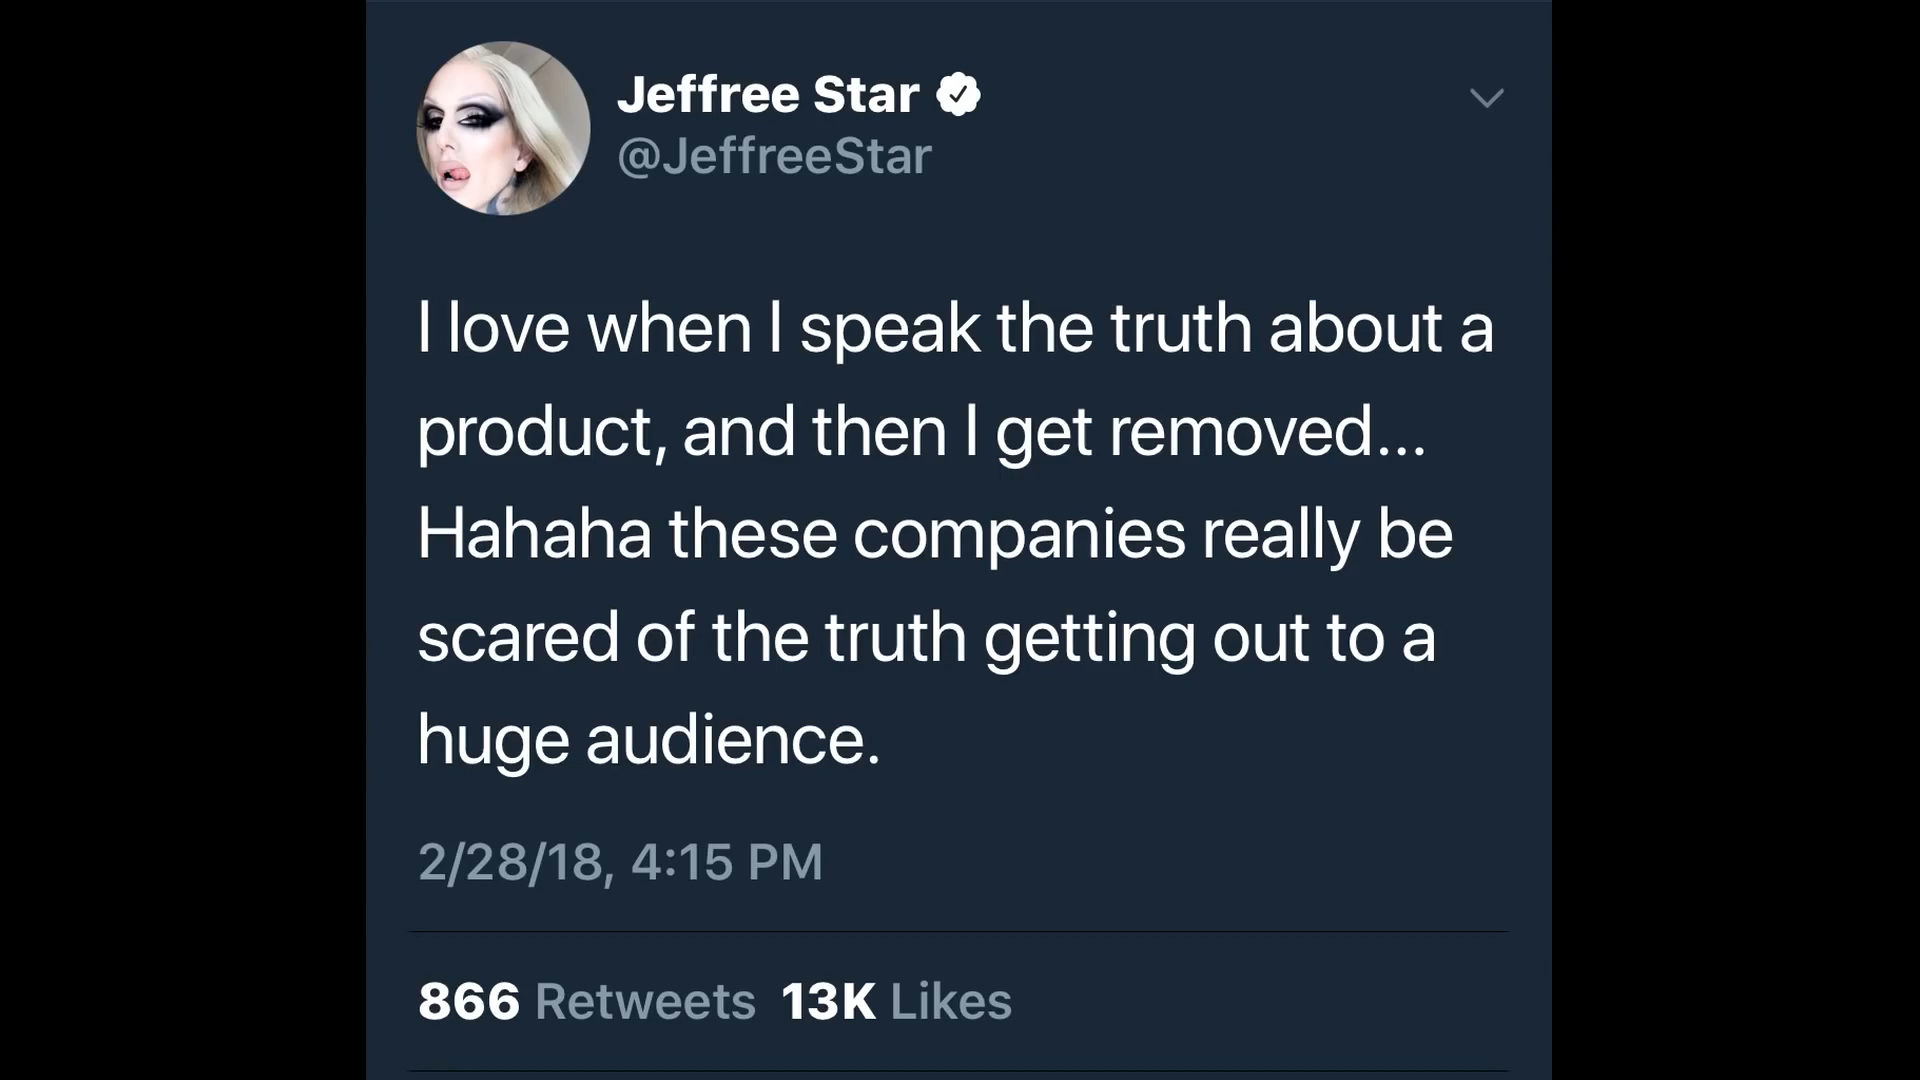 Jeffree Star
@JeffreeStar
I love when I speak the truth about a
product, and then I get removed...
Hahaha these companies really be
scared of the truth getting out to a
huge audience.
2/28/18, 4:15 PM
866 Retweets 13K Likes